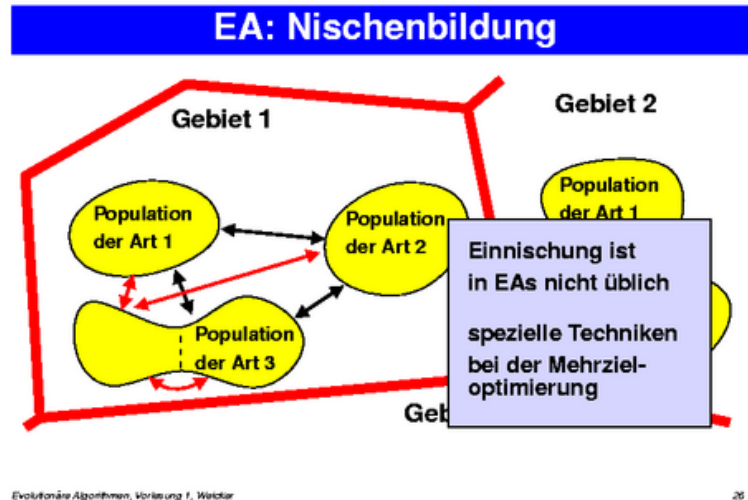 EA: Nischenbildung
Gebiet 1
Gebiet 2
Population
der Art 1
Population
der Art 2
Population
der Art 3
Population
der Art 1
Einnischung ist
in EAs nicht üblich
spezielle Techniken
bei der Mehrziel-
optimierung
Geb
Evolutionäre Algorithmen, Vorlesung 1, Weicker
26